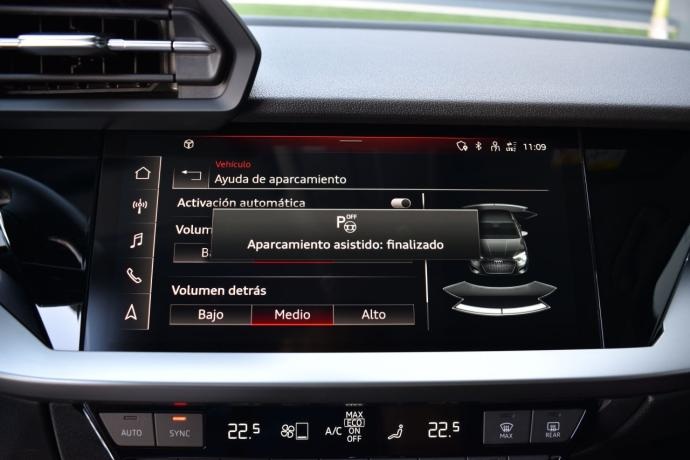 11:09
Vehículo
Ayuda de aparcamiento
Activación automática
P OFF
Aparcamiento asistido: finalizado
Volum
Ba
Volumen detrás
Bajo Medio Alto
AUTO SYNC 22.5 A/C MAX ECO ON OFF 22.5 MAX REAR